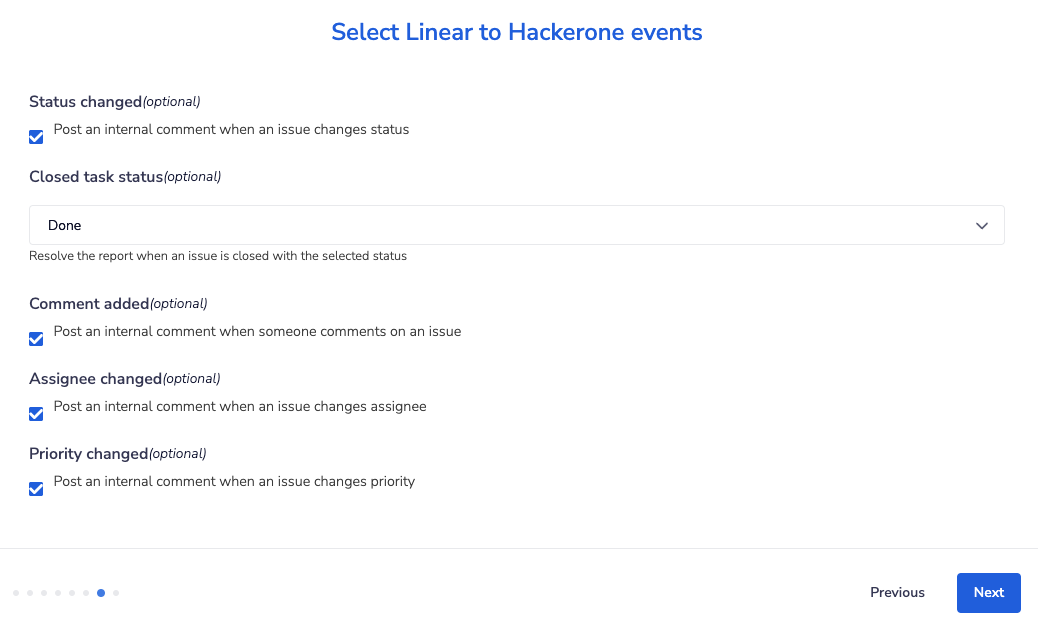 Select Linear to Hackerone events
Status changed(optional)
Post an internal comment when an issue changes status
Closed task status(optional)
Done
Resolve the report when an issue is closed with the selected status
Comment added(optional)
Post an internal comment when someone comments on an issue
Assignee changed(optional)
Post an internal comment when an issue changes assignee
Priority changed(optional)
Post an internal comment when an issue changes priority
Previous
Next